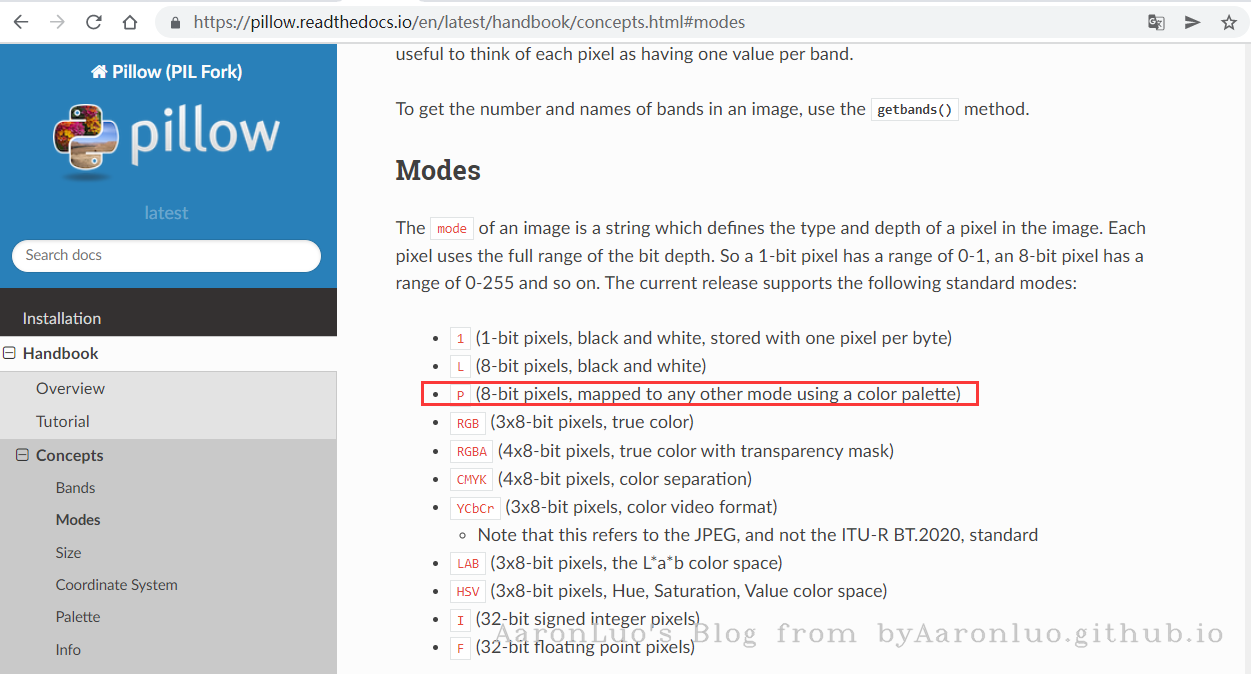 https://pillow.readthedocs.io/en/latest/handbook/concepts.html#modes
Pillow (PIL Fork)
pillow
latest
Search docs
Installation
Handbook
Overview
Tutorial
Concepts
Bands
Modes
Size
Coordinate System
Palette
Info
useful to think of each pixel as having one value per band.
To get the number and names of bands in an image, use the getbands() method.
Modes
The mode of an image is a string which defines the type and depth of a pixel in the image. Each
pixel uses the full range of the bit depth. So a 1-bit pixel has a range of 0-1, an 8-bit pixel has a
range of 0-255 and so on. The current release supports the following standard modes:
• 1 (1-bit pixels, black and white, stored with one pixel per byte)
• L (8-bit pixels, black and white)
• P (8-bit pixels, mapped to any other mode using a color palette)
• RGB (3x8-bit pixels, true color)
• RGBA (4x8-bit pixels, true color with transparency mask)
• CMYK (4x8-bit pixels, color separation)
• YCbCr (3x8-bit pixels, color video format)
◦ Note that this refers to the JPEG, and not the ITU-R BT.2020, standard
• LAB (3x8-bit pixels, the L*a*b color space)
• HSV (3x8-bit pixels, Hue, Saturation, Value color space)
• I (32-bit signed integer pixels)
• F (32-bit floating point pixels)
AaronLuo's Blog from byAaronluo.github.io